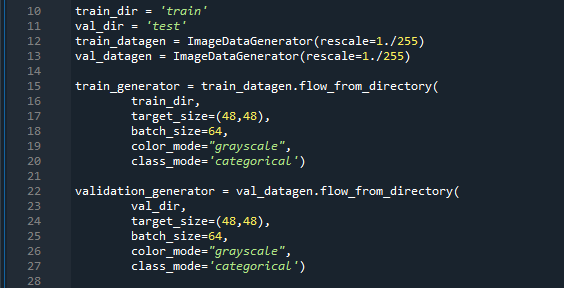 10 train_dir = 'train'
11 val_dir = 'test'
12 train_datagen = ImageDataGenerator(rescale=1./255)
13 val_datagen = ImageDataGenerator(rescale=1./255)
14
15 train_generator = train_datagen.flow_from_directory(
16         train_dir,
17         target_size=(48,48),
18         batch_size=64,
19         color_mode="grayscale",
20         class_mode='categorical')
21
22 validation_generator = val_datagen.flow_from_directory(
23         val_dir,
24         target_size=(48,48),
25         batch_size=64,
26         color_mode="grayscale",
27         class_mode='categorical')
28